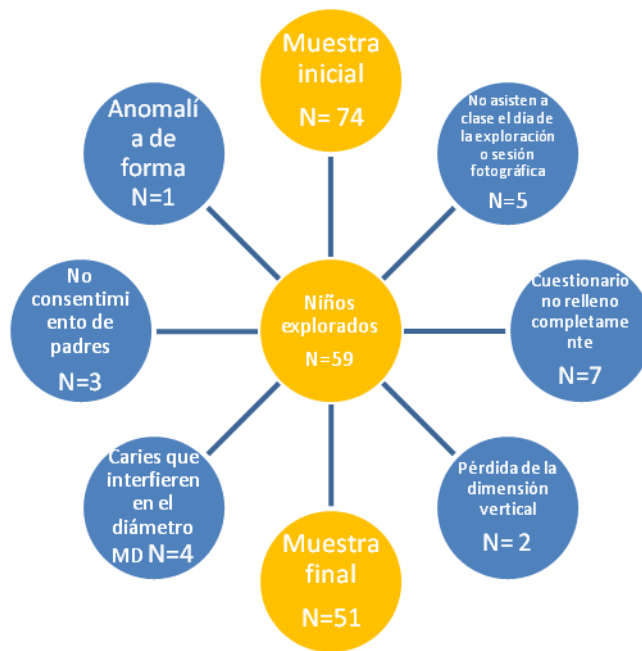 Muestra
inicial
N= 74
No asisten a
clase el día de
la exploración o
sesión
fotográfica
N=5
Cuestionario
no relleno
completame
nte
N=7
Pérdida de la
dimensión
vertical
N= 2
Muestra
final
N=51
Caries que
interfieren
en el
diámetro
MD N=4
No
consentimi
ento de
padres
N=3
Anomalí
a de
forma
N=1
Niños
explorados
N=59